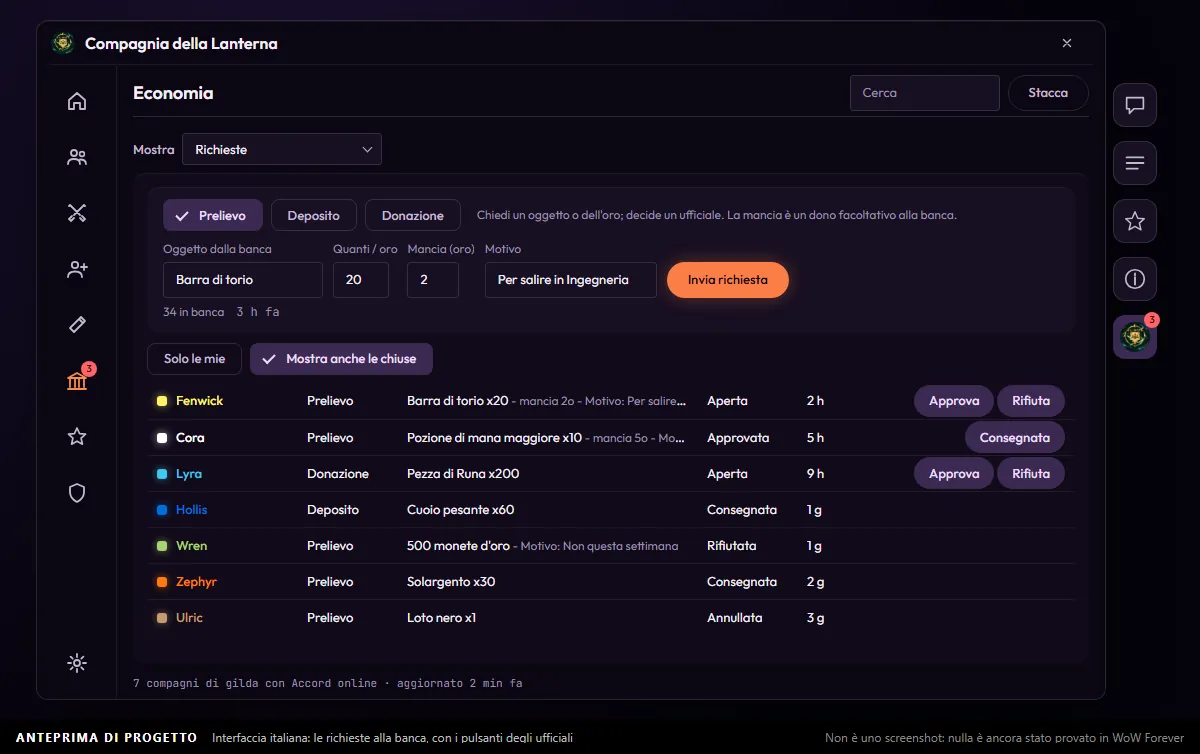 Compagnia della Lanterna
Economia
Cerca
Stacca
Mostra
Richieste
Prelievo
Deposito
Donazione
Chiedi un oggetto o dell'oro; decide un ufficiale. La mancia è un dono facoltativo alla banca.
Oggetto dalla banca
Quanti / oro
Mancia (oro)
Motivo
Barra di torio
20
2
Per salire in Ingegneria
Invia richiesta
34 in banca 3 h fa
Solo le mie
Mostra anche le chiuse
3
3
Fenwick Prelievo Barra di torio x20 - mancia 2o - Motivo: Per salire... Aperta 2 h Approva Rifiuta
Cora Prelievo Pozione di mana maggiore x10 - mancia 5o - Mo... Approvata 5 h Consegnata
Lyra Donazione Pezza di Runa x200 Aperta 9 h Approva Rifiuta
Hollis Deposito Cuoio pesante x60 Consegnata 1 g
Wren Prelievo 500 monete d'oro - Motivo: Non questa settimana Rifiutata 1 g
Zephyr Prelievo Solargento x30 Consegnata 2 g
Ulric Prelievo Loto nero x1 Annullata 3 g
7 compagni di gilda con Accord online · aggiornato 2 min fa
ANTEPRIMA DI PROGETTO Interfaccia italiana: le richieste alla banca, con i pulsanti degli ufficiali
Non è uno screenshot: nulla è ancora stato provato in WoW Forever